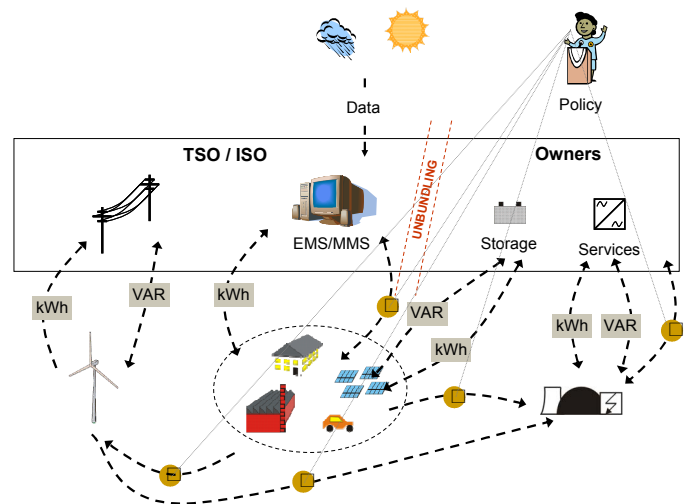 Data
Policy
TSO / ISO
Owners
UNBUNDLING
EMS/MMS
Storage
Services
kWh
VAR
kWh
VAR
kWh
kWh
VAR